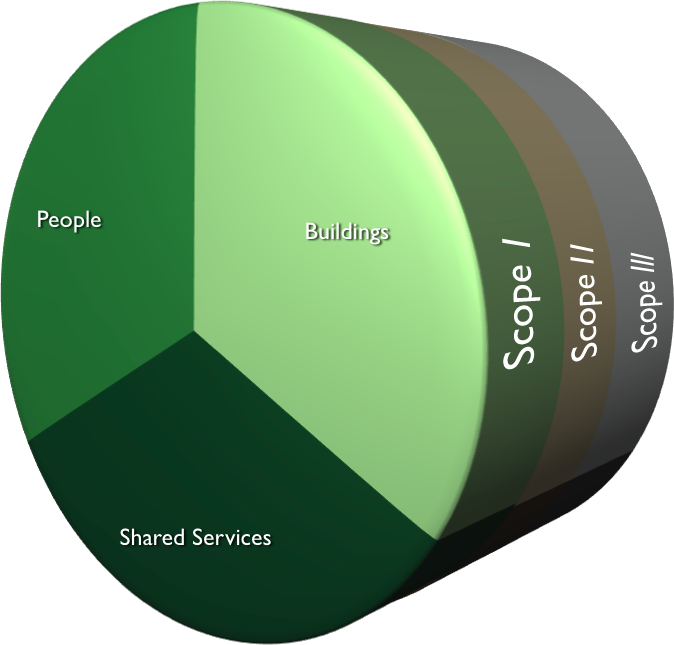 People
Buildings
Shared Services
Scope I
Scope II
Scope III